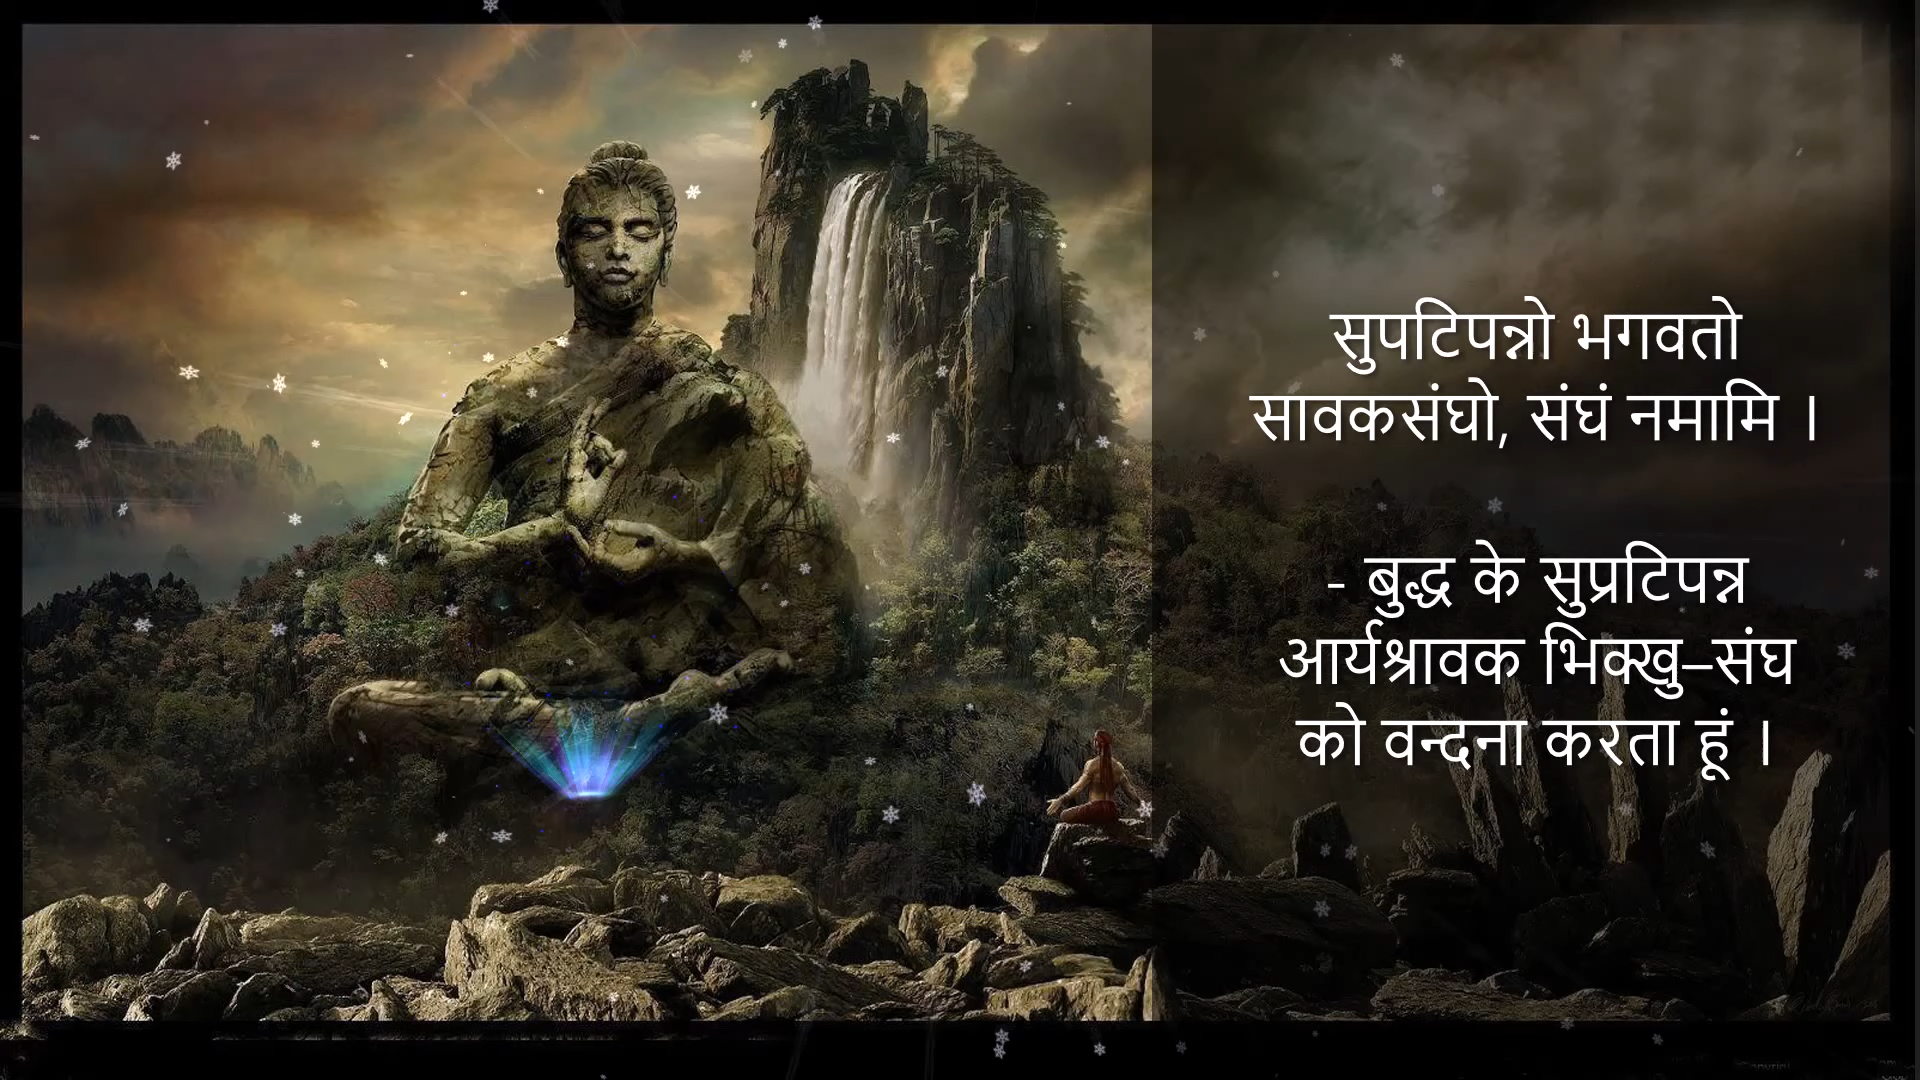 सुपटिपन्नो भगवतो
सावकसंघो, संघं नमामि ।
- बुद्ध के सुप्रटिपन्न
आर्यश्रावक भिक्खु–संघ
को वन्दना करता हूं ।